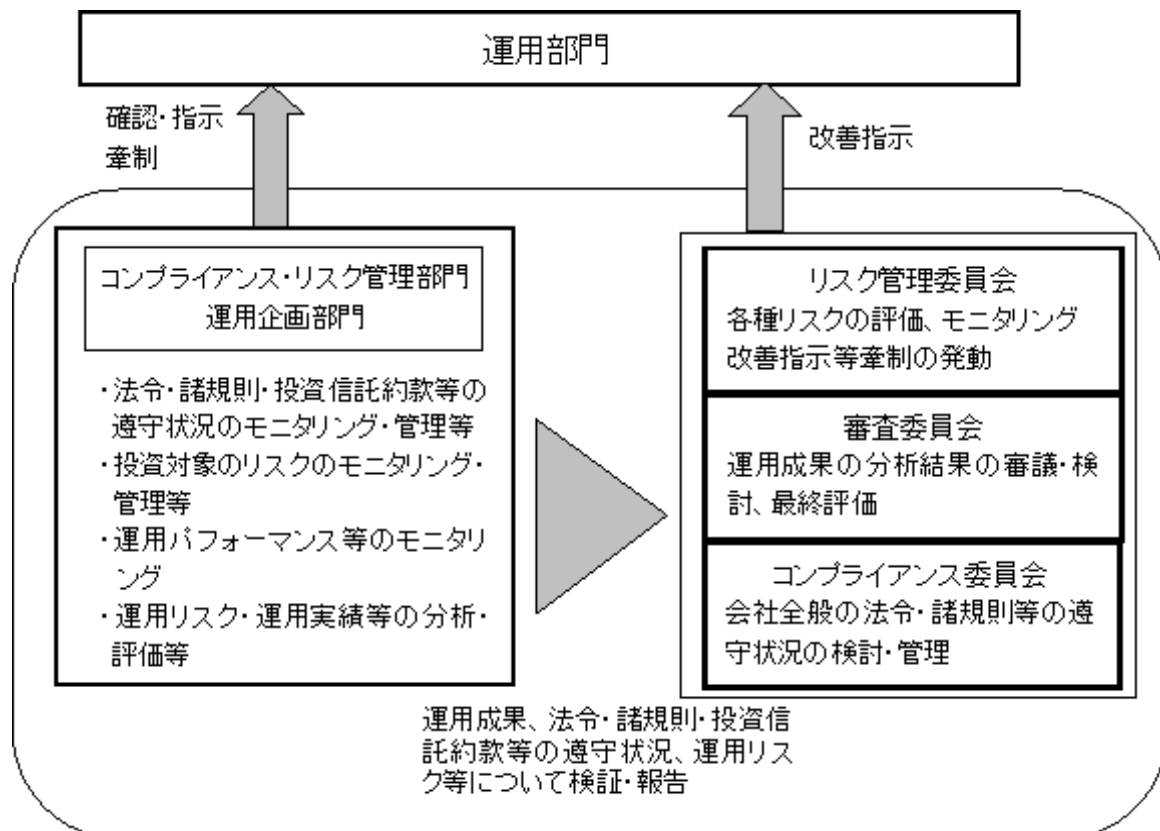 運用部門
確認・指示
牽制
改善指示
コンプライアンス・リスク管理部門
運用企画部門
・法令・諸規則・投資信託約款等の
遵守状況のモニタリング・管理等
・投資対象のリスクのモニタリング・
管理等
・運用パフォーマンス等のモニタリ
ング
・運用リスク・運用実績等の分析・
評価等
リスク管理委員会
各種リスクの評価、モニタリング
改善指示等牽制の発動
審査委員会
運用成果の分析結果の審議・検
討、最終評価
コンプライアンス委員会
会社全般の法令・諸規則等の遵
守状況の検討・管理
運用成果、法令・諸規則・投資信
託約款等の遵守状況、運用リス
ク等について検証・報告